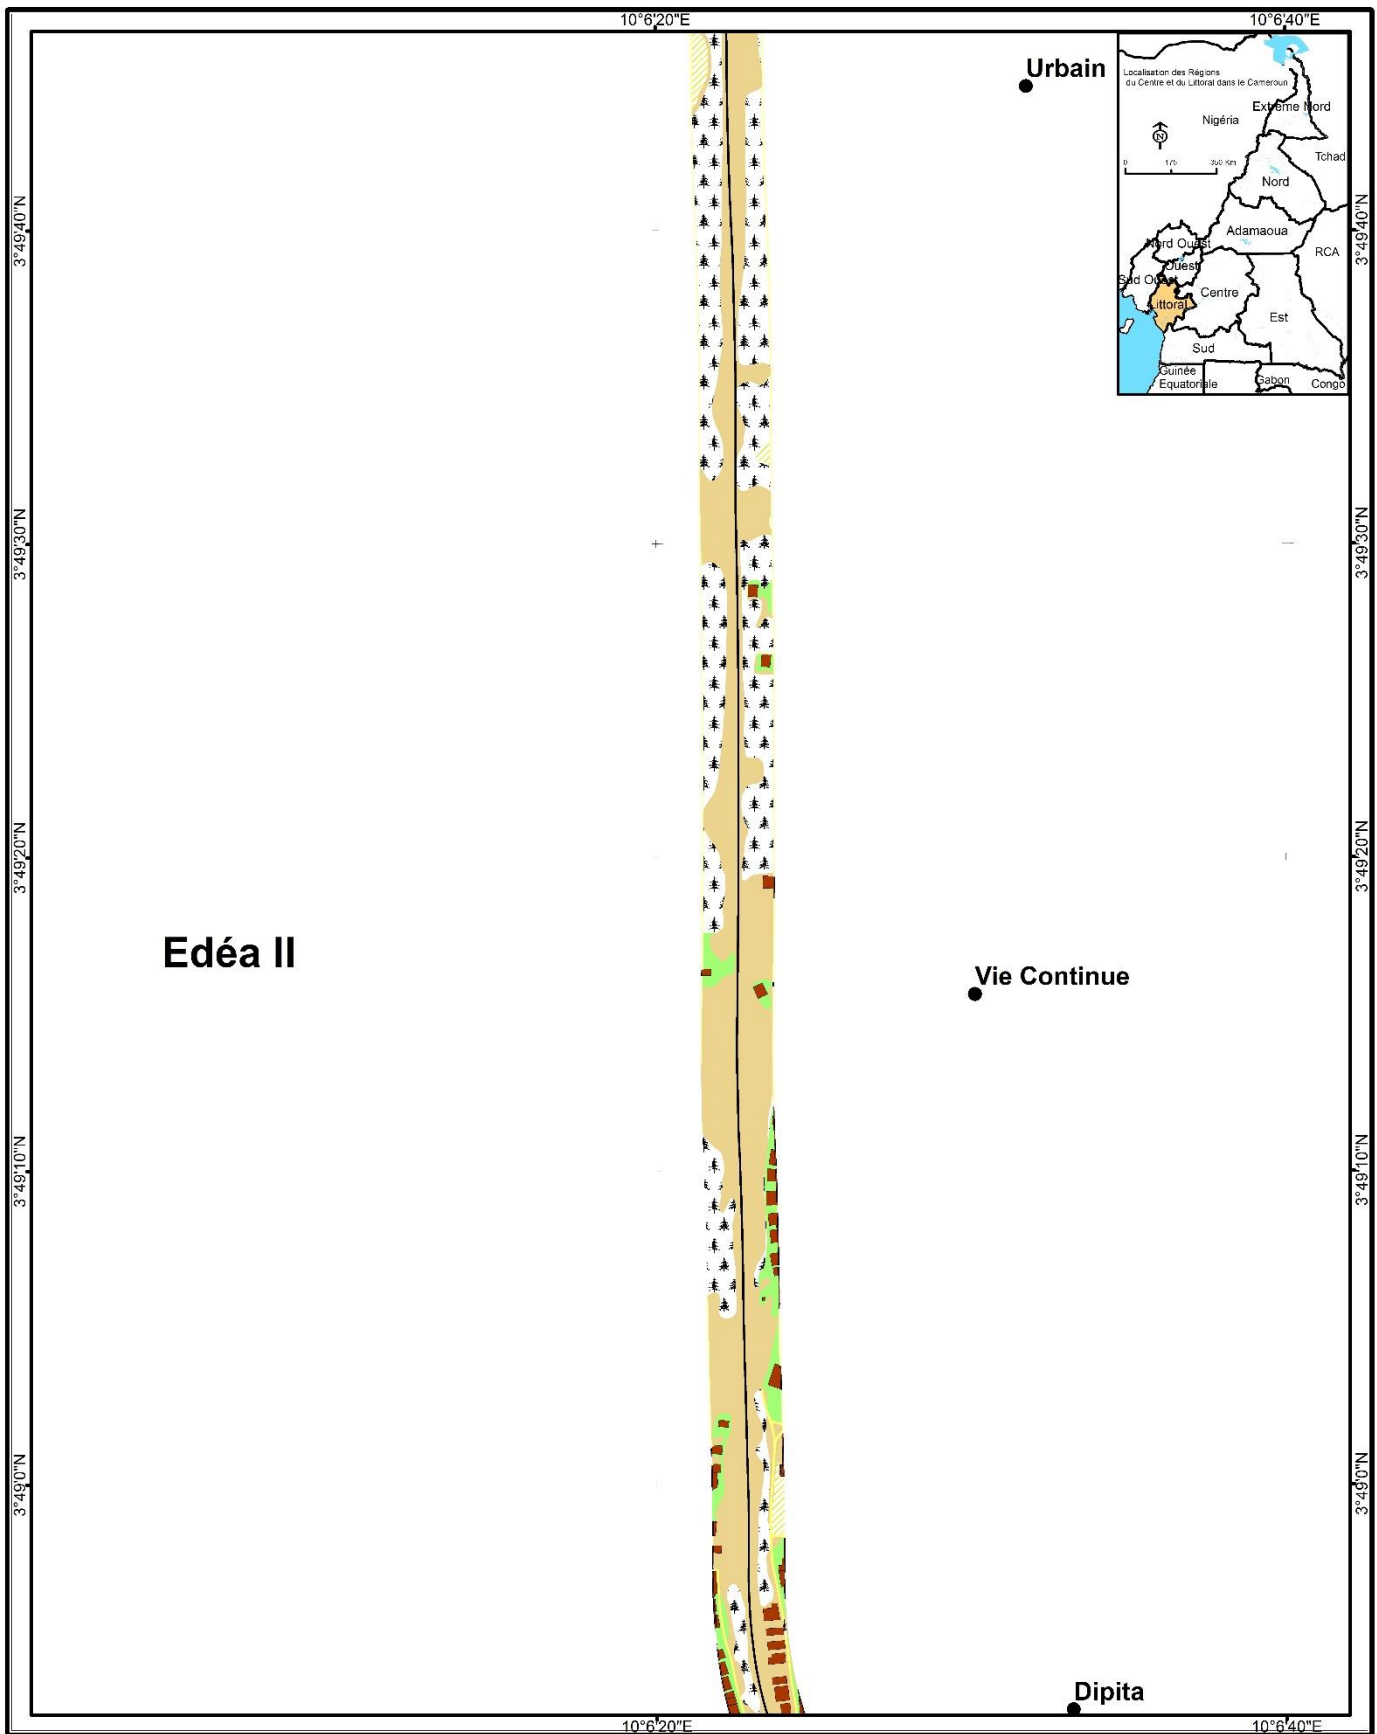 10°6'20"E
10°6'40"E
Urbain
Localisation des Régions
du Centre et du Littoral dans le Cameroun
Extrême Nord
Nigéria
N
Tchad
0 175 350 Km
Nord
Adamaoua
RCA
Nord Ouest
Ouest
Sud Ouest
Centre
Littoral
Est
Sud
Guinée
Equatoriale
Gabon
Congo
3°49'40"N
3°49'40"N
3°49'30"N
3°49'30"N
3°49'20"N
3°49'20"N
Edéa II
Vie Continue
3°49'10"N
3°49'10"N
3°49'0"N
3°49'0"N
Dipita
10°6'20"E
10°6'40"E